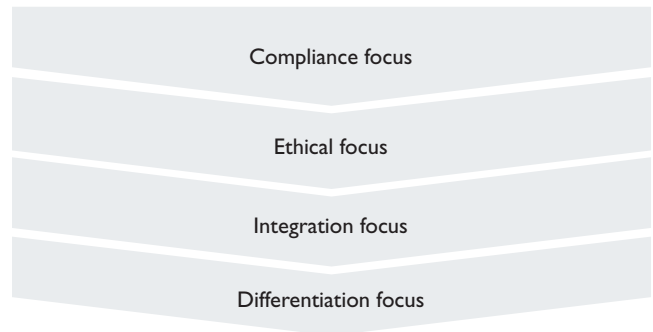 Compliance focus
Ethical focus
Integration focus
Differentiation focus